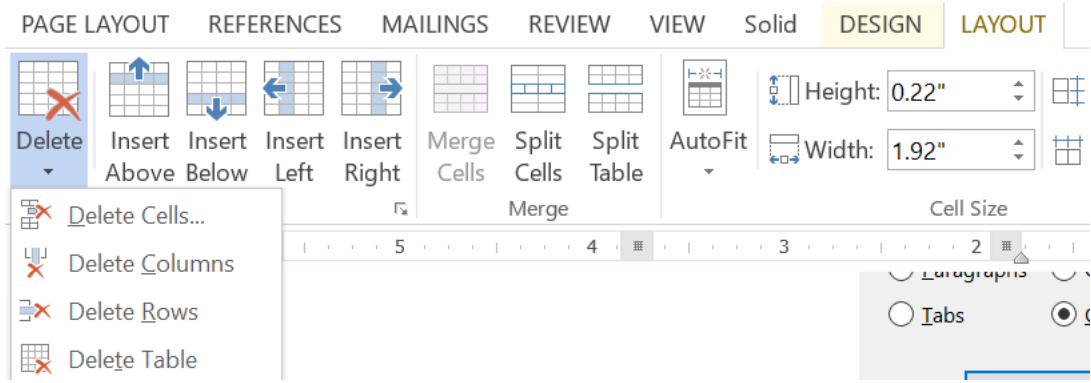 PAGE LAYOUT REFERENCES MAILINGS REVIEW VIEW Solid DESIGN LAYOUT
Delete
Insert Above
Insert Below
Insert Left
Insert Right
Merge Cells
Split Cells
Split Table
AutoFit
Height: 0.22"
Width: 1.92"
Merge
Cell Size
Delete Cells...
Delete Columns
Delete Rows
Delete Table
5 4 3 2
Paragraphs
Tabs